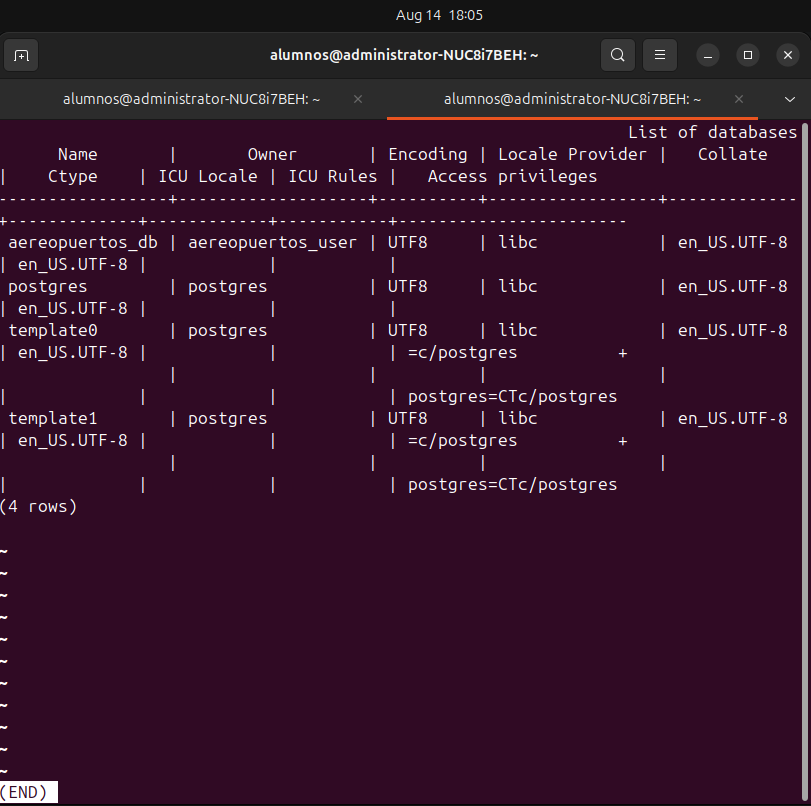 Aug 14 18:05
alumnos@administrator-NUC8i7BEH: ~
alumnos@administrator-NUC8i7BEH: ~ × alumnos@administrator-NUC8i7BEH: ~ ×
List of databases
Name | Owner | Encoding | Locale Provider | Collate
| Ctype | ICU Locale | ICU Rules | Access privileges
-----------------+--------------------+----------+-----------------+-------------
+-------------+------------+-----------+-----------------------
aereopuertos_db | aereopuertos_user | UTF8 | libc | en_US.UTF-8
| en_US.UTF-8 | | |
postgres | postgres | UTF8 | libc | en_US.UTF-8
| en_US.UTF-8 | | |
template0 | postgres | UTF8 | libc | en_US.UTF-8
| en_US.UTF-8 | | | =c/postgres +
| | | |
| | | | postgres=CTc/postgres
template1 | postgres | UTF8 | libc | en_US.UTF-8
| en_US.UTF-8 | | | =c/postgres +
| | | |
| | | | postgres=CTc/postgres
(4 rows)
~
~
~
~
~
~
~
~
~
~
~
(END)